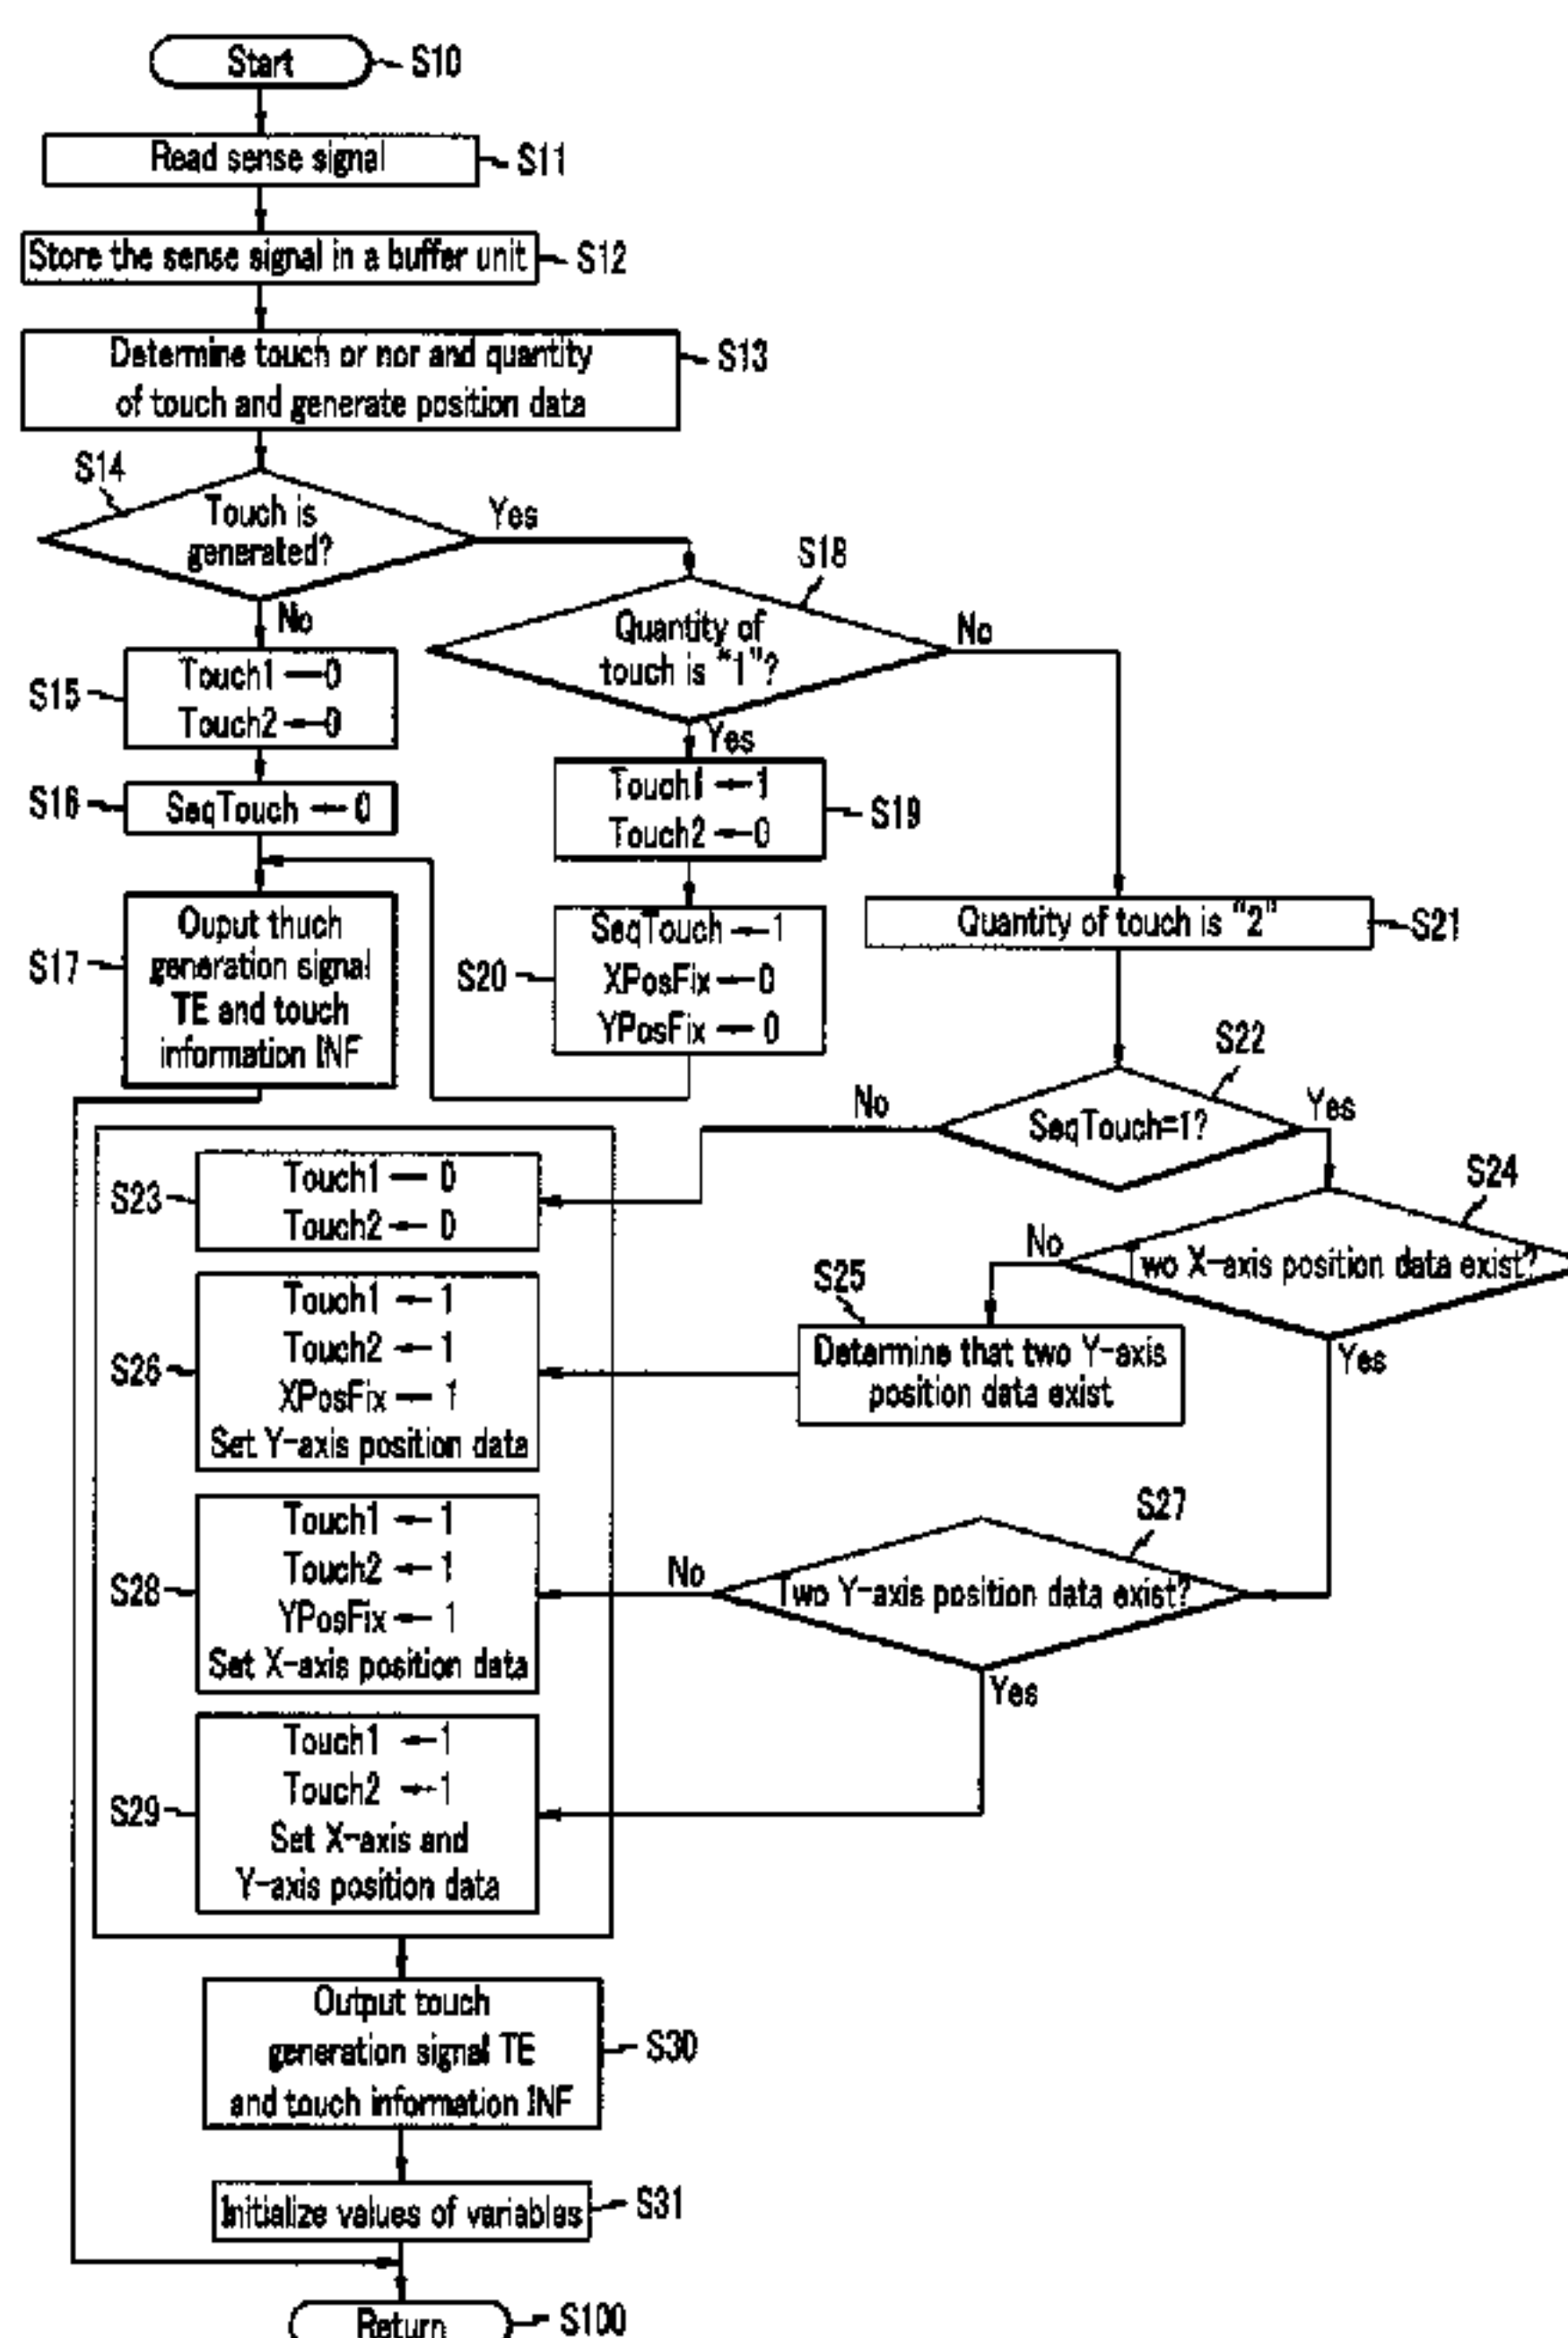 Start
S10
Read sense signal
S11
Store the sense signal in a buffer unit
S12
Determine touch or nor and quantity
of touch and generate position data
S13
S14
Touch is
generated?
Yes
No
S18
Quantity of
touch is "1"?
No
Yes
S15
Touch1 ← 0
Touch2 ← 0
S16
SeqTouch ← 0
Touch1 ← 1
Touch2 ← 0
S19
S17
Ouput thuch
generation signal
TE and touch
information INF
S20
SeqTouch ← 1
XPosFix ← 0
YPosFix ← 0
Quantity of touch is "2"
S21
S22
SeqTouch=1?
No
Yes
S23
Touch1 ← 0
Touch2 ← 0
S24
Two X-axis position data exist?
No
Yes
S25
Determine that two Y-axis
position data exist
S26
Touch1 ← 1
Touch2 ← 1
XPosFix ← 1
Set Y-axis position data
S27
Two Y-axis position data exist?
No
Yes
S28
Touch1 ← 1
Touch2 ← 1
YPosFix ← 1
Set X-axis position data
S29
Touch1 ← 1
Touch2 ← 1
Set X-axis and
Y-axis position data
Output touch
generation signal TE
and touch information INF
S30
Initialize values of variables
S31
Return
S100